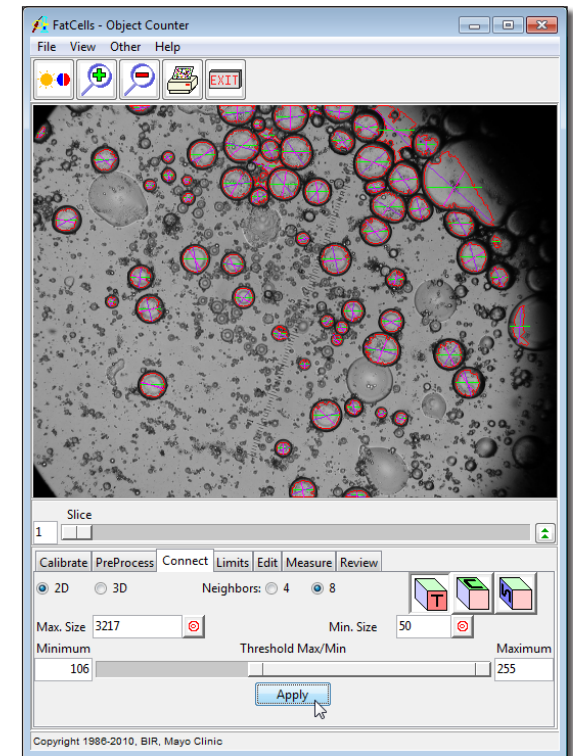 FatCells - Object Counter
File View Other Help
EXIT
Slice
1
Calibrate PreProcess Connect Limits Edit Measure Review
2D 3D Neighbors: 4 8
T
Max. Size 3217 Min. Size 50
Minimum Threshold Max/Min Maximum
106 255
Apply
Copyright 1986-2010, BIR, Mayo Clinic